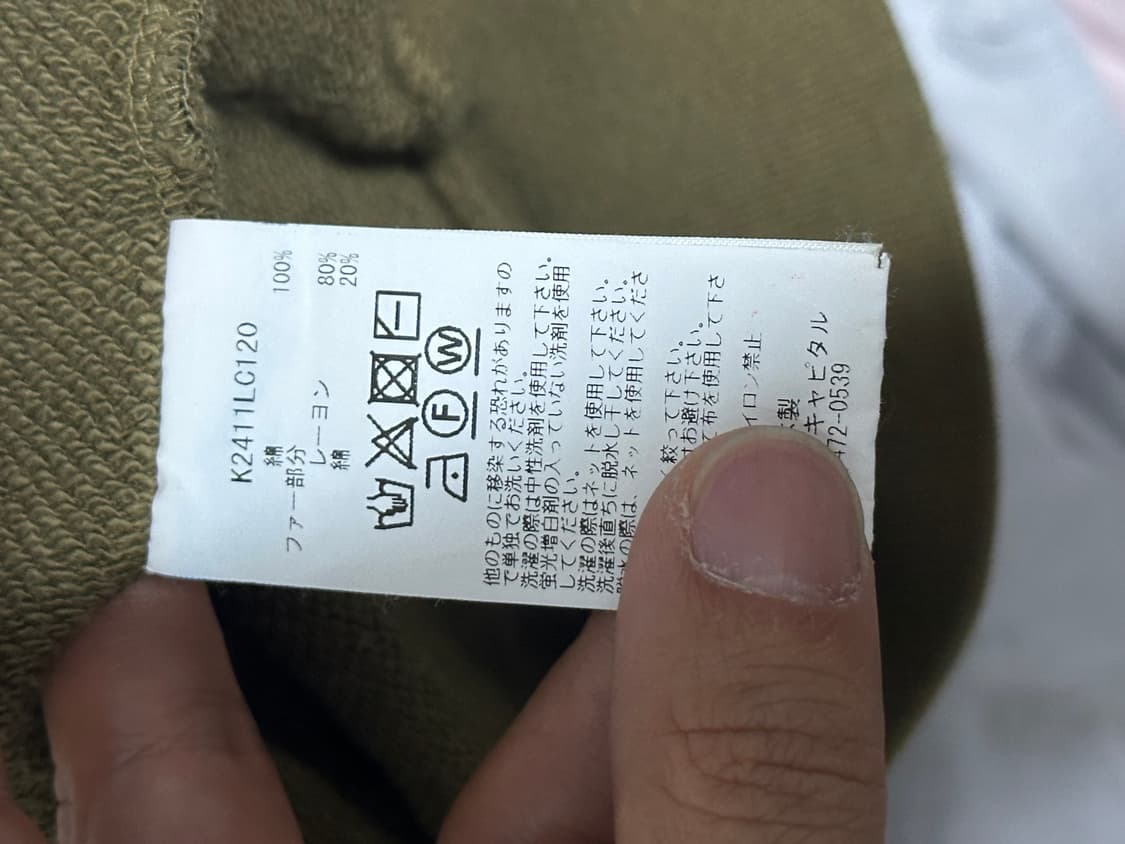 K2411LC120
綿 100%
ファー部分
レーヨン 80%
綿 20%
F W
他のものに移染する恐れがありますの
で単独でお洗いください。
洗濯の際は中性洗剤を使用して下さい。
蛍光増白剤の入っていない洗剤を使用
してください。
洗濯の際はネットを使用して下さい。
洗濯後直ちに脱水し干してください。
の際は、ネットを使用してくださ
絞って下さい。
お避け下さい。
て布を使用して下さ
イロン禁止
製
キャピタル
472-0539